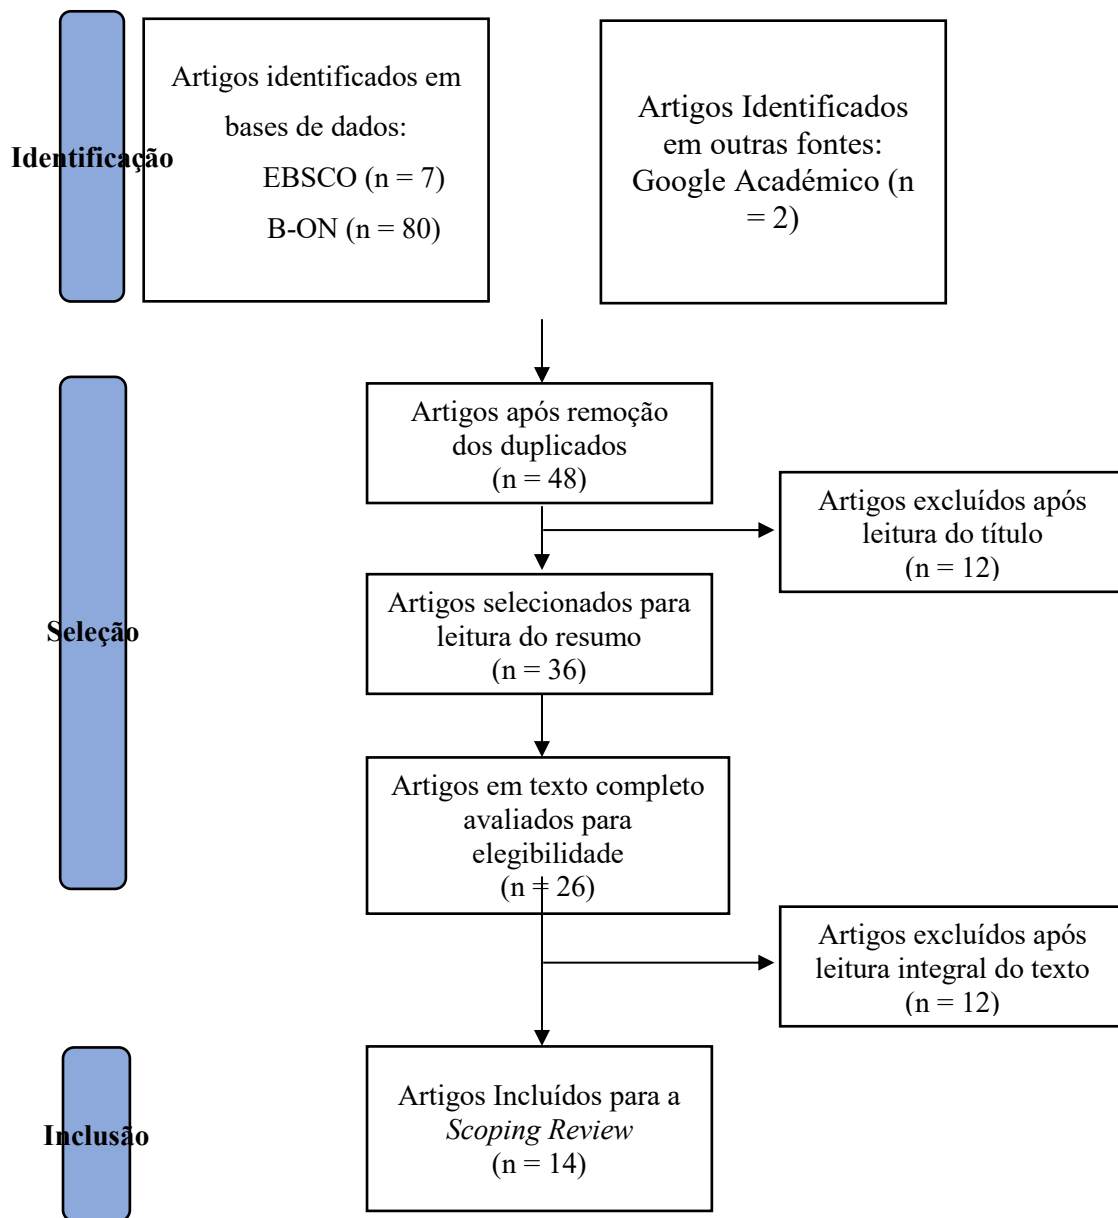 Identificação
Artigos identificados em
bases de dados:
EBSCO (n = 7)
B-ON (n = 80)
Artigos Identificados
em outras fontes:
Google Académico (n
= 2)
Seleção
Artigos após remoção
dos duplicados
(n = 48)
Artigos excluídos após
leitura do título
(n = 12)
Artigos selecionados para
leitura do resumo
(n = 36)
Artigos em texto completo
avaliados para
elegibilidade
(n = 26)
Artigos excluídos após
leitura integral do texto
(n = 12)
Inclusão
Artigos Incluídos para a
Scoping Review
(n = 14)